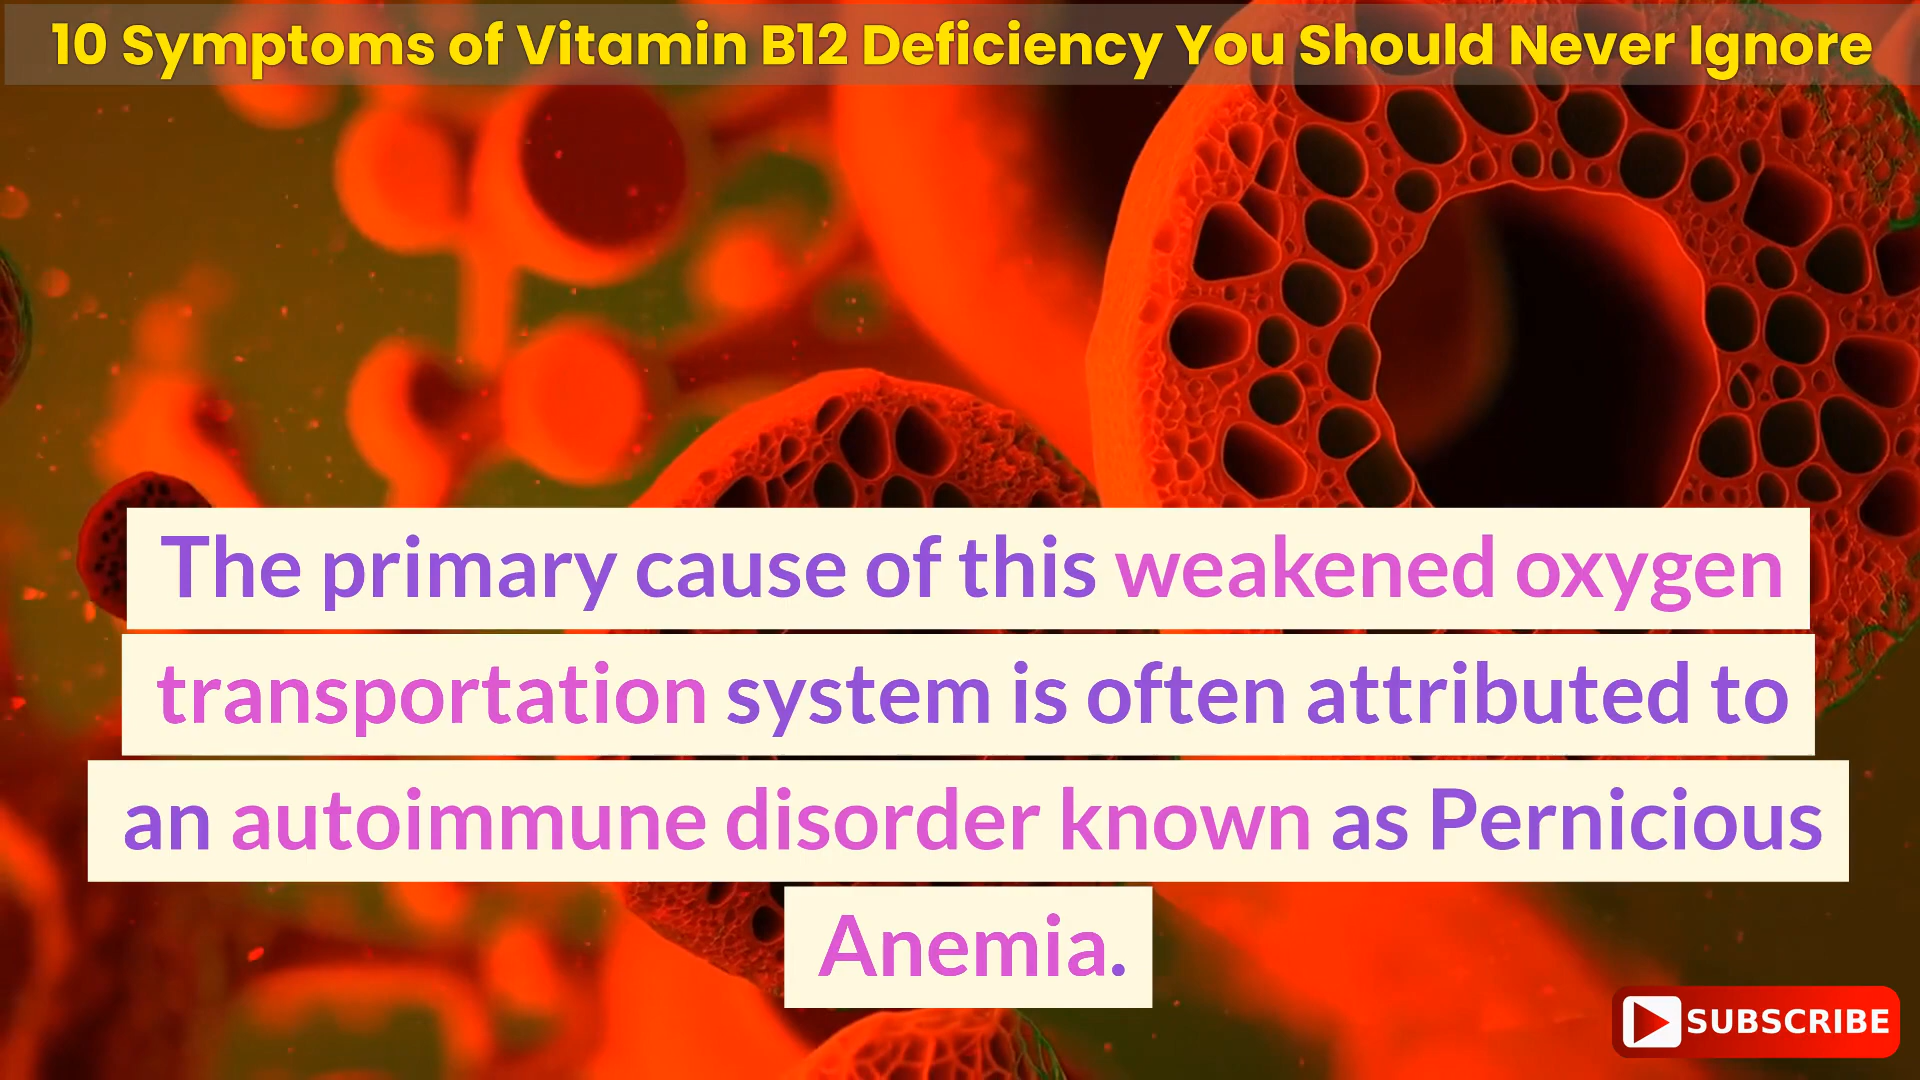 10 Symptoms of Vitamin B12 Deficiency You Should Never Ignore
The primary cause of this weakened oxygen
transportation system is often attributed to
an autoimmune disorder known as Pernicious
Anemia.
SUBSCRIBE